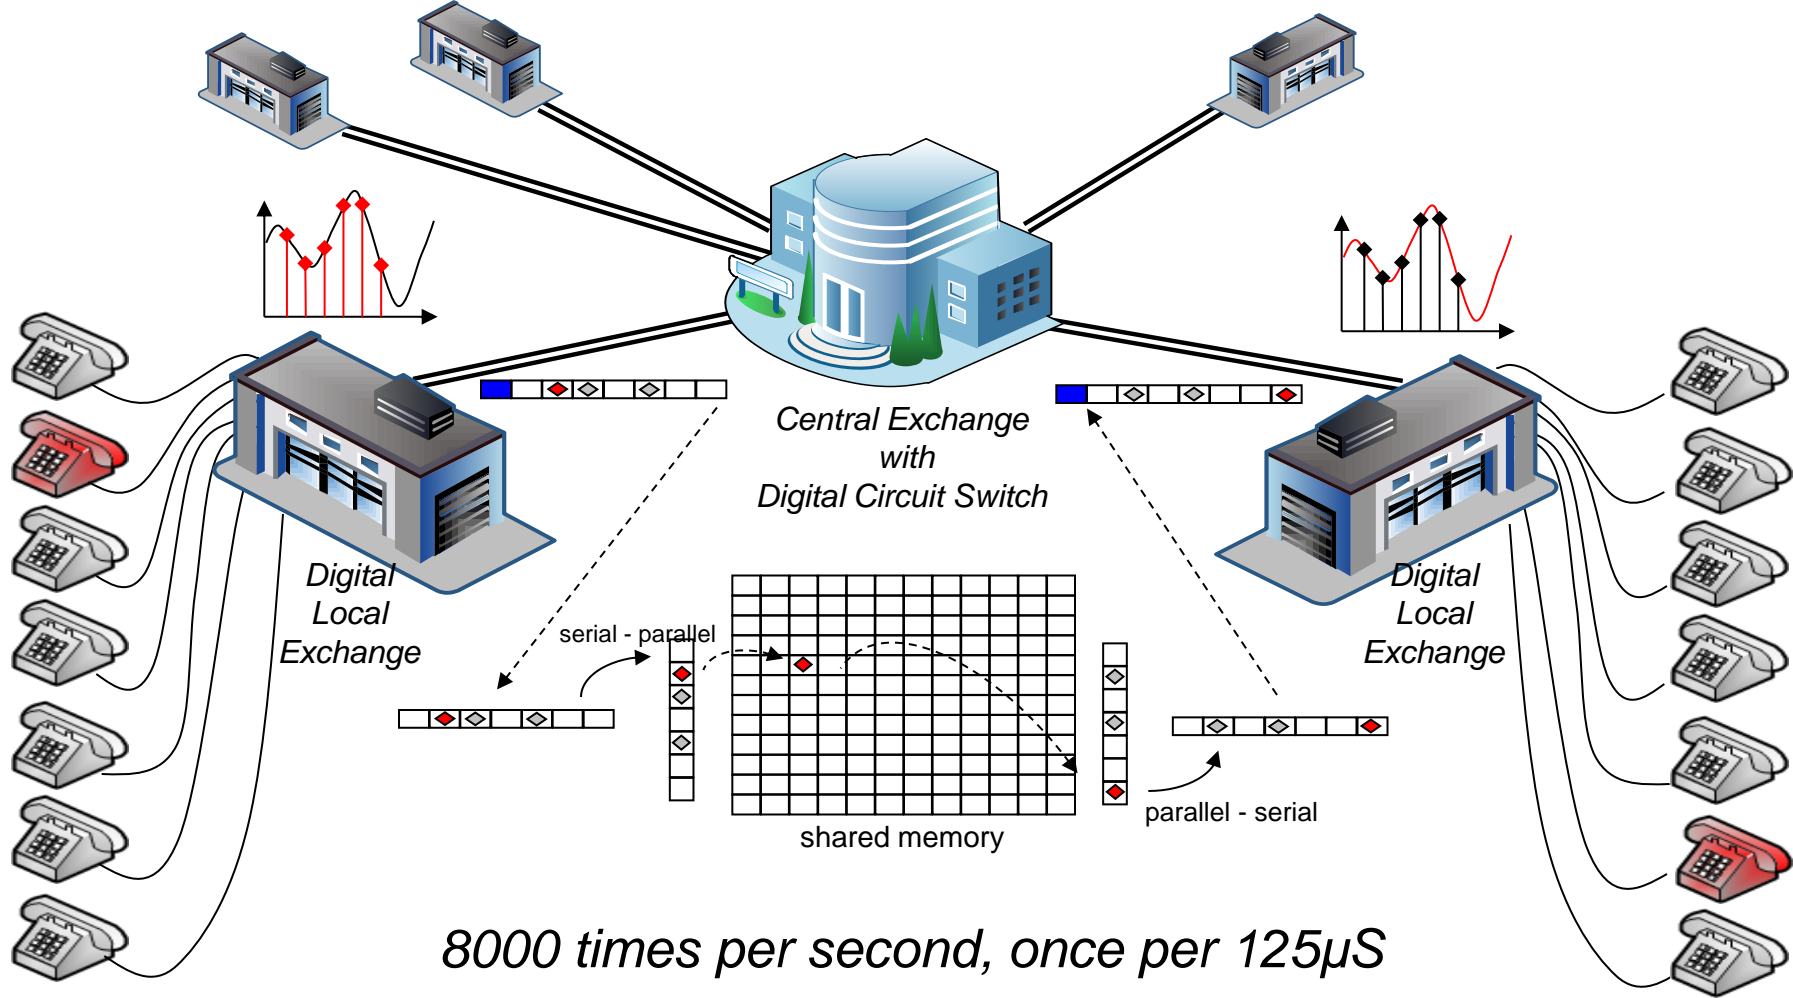 Central Exchange
with
Digital Circuit Switch
Digital
Local
Exchange
Digital
Local
Exchange
serial - parallel
parallel - serial
shared memory
8000 times per second, once per 125µS